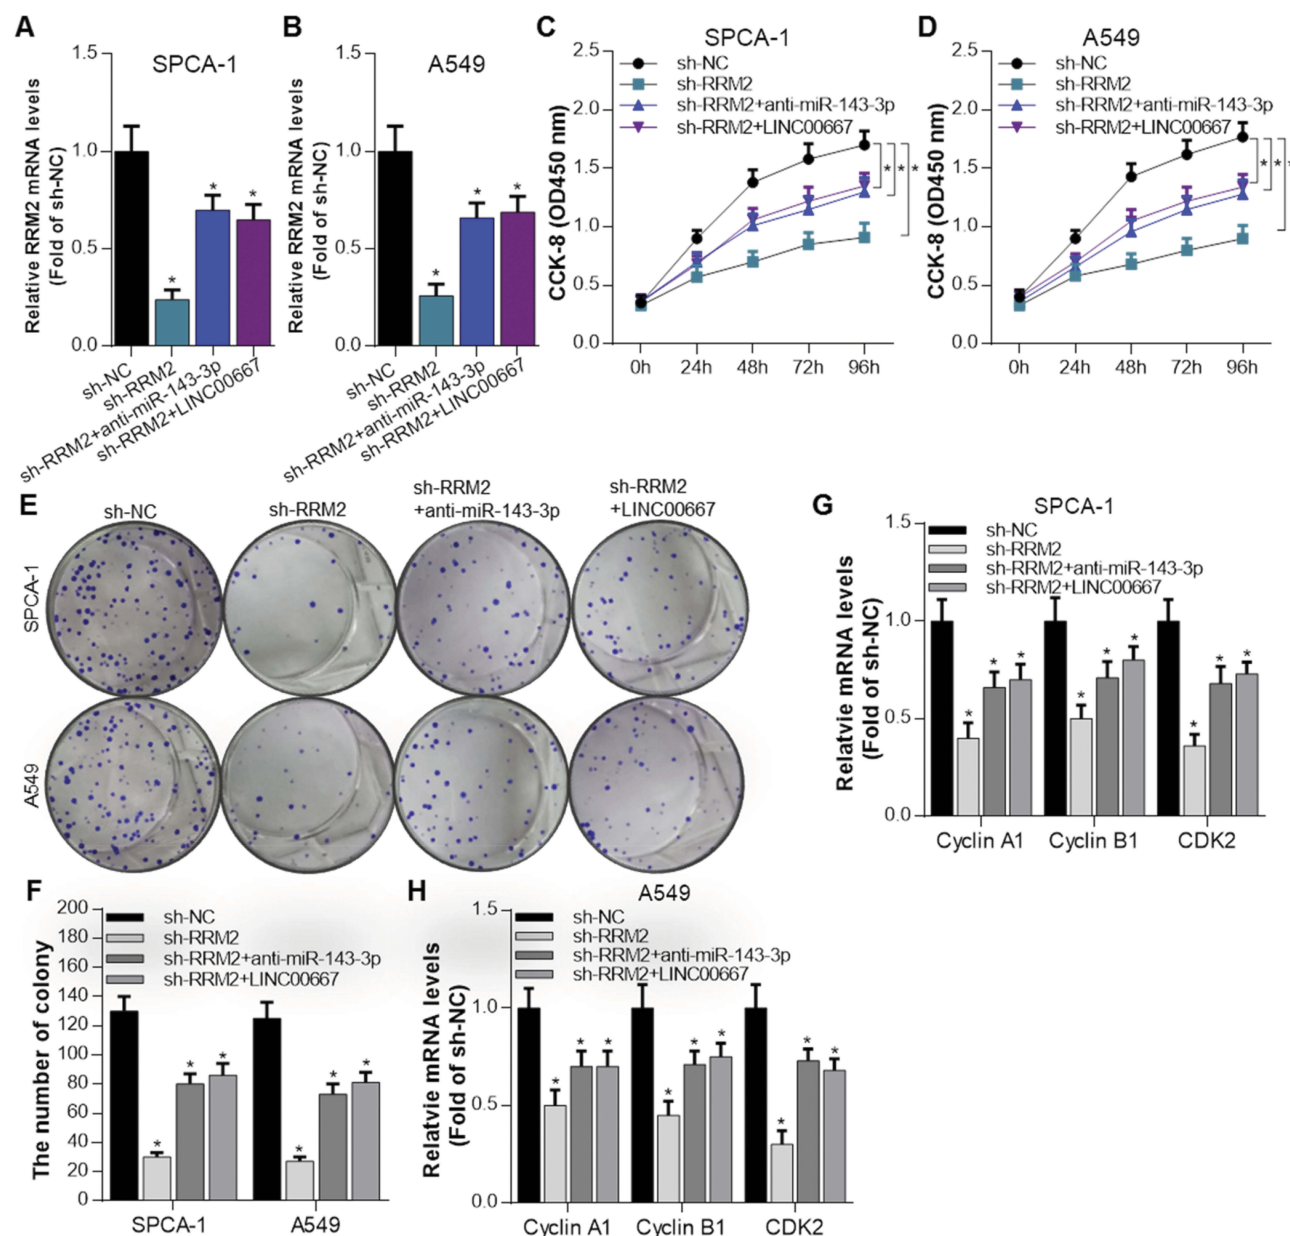 A
SPCA-1
Relative RRM2 mRNA levels
(Fold of sh-NC)
1.5
1.0
0.5
0.0
*
*
*
sh-NC
sh-RRM2
sh-RRM2+anti-miR-143-3p
sh-RRM2+LINC00667
B
A549
Relative RRM2 mRNA levels
(Fold of sh-NC)
1.5
1.0
0.5
0.0
*
*
*
sh-NC
sh-RRM2
sh-RRM2+anti-miR-143-3p
sh-RRM2+LINC00667
C
SPCA-1
CCK-8 (OD450 nm)
2.5
2.0
1.5
1.0
0.5
0.0
sh-NC
sh-RRM2
sh-RRM2+anti-miR-143-3p
sh-RRM2+LINC00667
* * *
0h 24h 48h 72h 96h
D
A549
CCK-8 (OD450 nm)
2.5
2.0
1.5
1.0
0.5
0.0
sh-NC
sh-RRM2
sh-RRM2+anti-miR-143-3p
sh-RRM2+LINC00667
* * *
0h 24h 48h 72h 96h
E
sh-NC
sh-RRM2
sh-RRM2
+anti-miR-143-3p
sh-RRM2
+LINC00667
SPCA-1
A549
F
The number of colony
200
180
160
140
120
100
80
60
40
20
0
sh-NC
sh-RRM2
sh-RRM2+anti-miR-143-3p
sh-RRM2+LINC00667
* * *
* * *
SPCA-1 A549
G
SPCA-1
Relatvie mRNA levels
(Fold of sh-NC)
1.5
1.0
0.5
0.0
sh-NC
sh-RRM2
sh-RRM2+anti-miR-143-3p
sh-RRM2+LINC00667
* * *
* * *
* * *
Cyclin A1 Cyclin B1 CDK2
H
A549
Relatvie mRNA levels
(Fold of sh-NC)
1.5
1.0
0.5
0.0
sh-NC
sh-RRM2
sh-RRM2+anti-miR-143-3p
sh-RRM2+LINC00667
* * *
* * *
* * *
Cyclin A1 Cyclin B1 CDK2